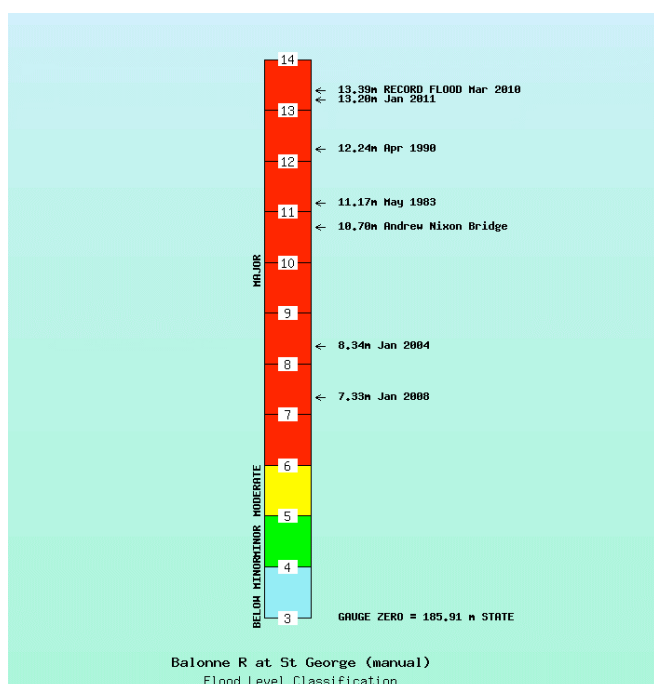 14
13.39m RECORD FLOOD Mar 2010
13.20m Jan 2011
13
12.24m Apr 1990
12
11.17m May 1983
11
10.70m Andrew Nixon Bridge
10
MAJOR
9
8.34m Jan 2004
8
7.33m Jan 2008
7
6
MODERATE
5
MINOR
4
BELOW MINOR
3
GAUGE ZERO = 185.91 m STATE
Balonne R at St George (manual)
Flood Level Classification